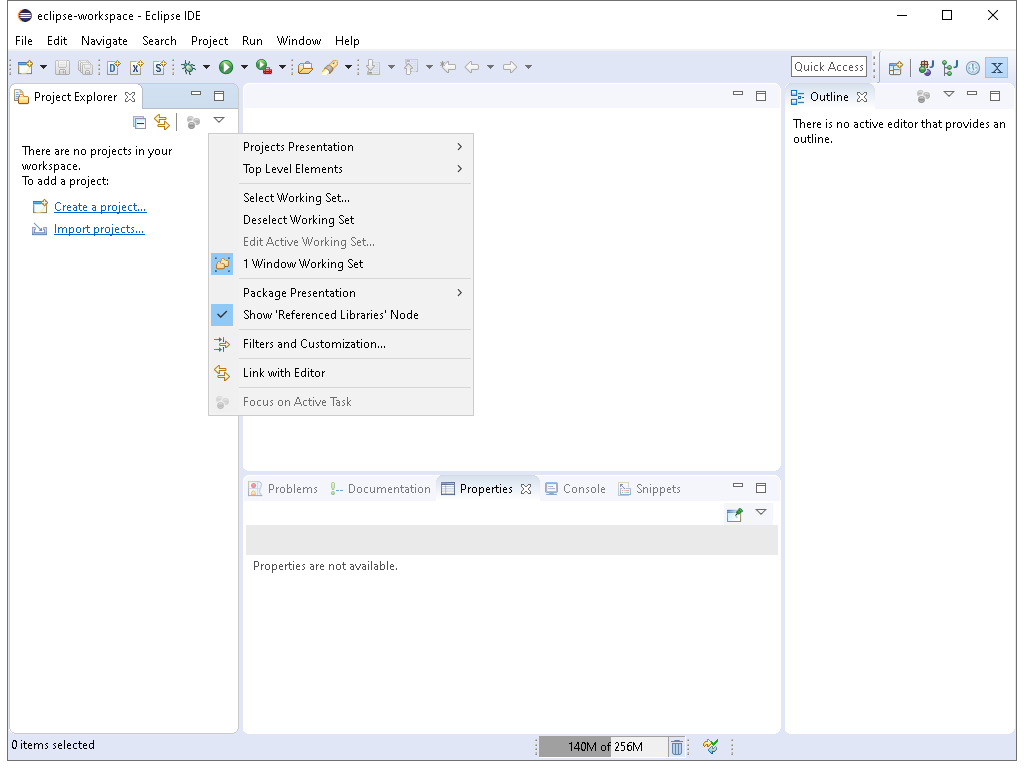 eclipse-workspace - Eclipse IDE
File Edit Navigate Search Project Run Window Help
Quick Access
Project Explorer
There are no projects in your
workspace.
To add a project:
Create a project...
Import projects...
Projects Presentation
Top Level Elements
Select Working Set...
Deselect Working Set
Edit Active Working Set...
1 Window Working Set
Package Presentation
Show 'Referenced Libraries' Node
Filters and Customization...
Link with Editor
Focus on Active Task
Outline
There is no active editor that provides an
outline.
Problems Documentation Properties Console Snippets
Properties are not available.
0 items selected
140M of 256M